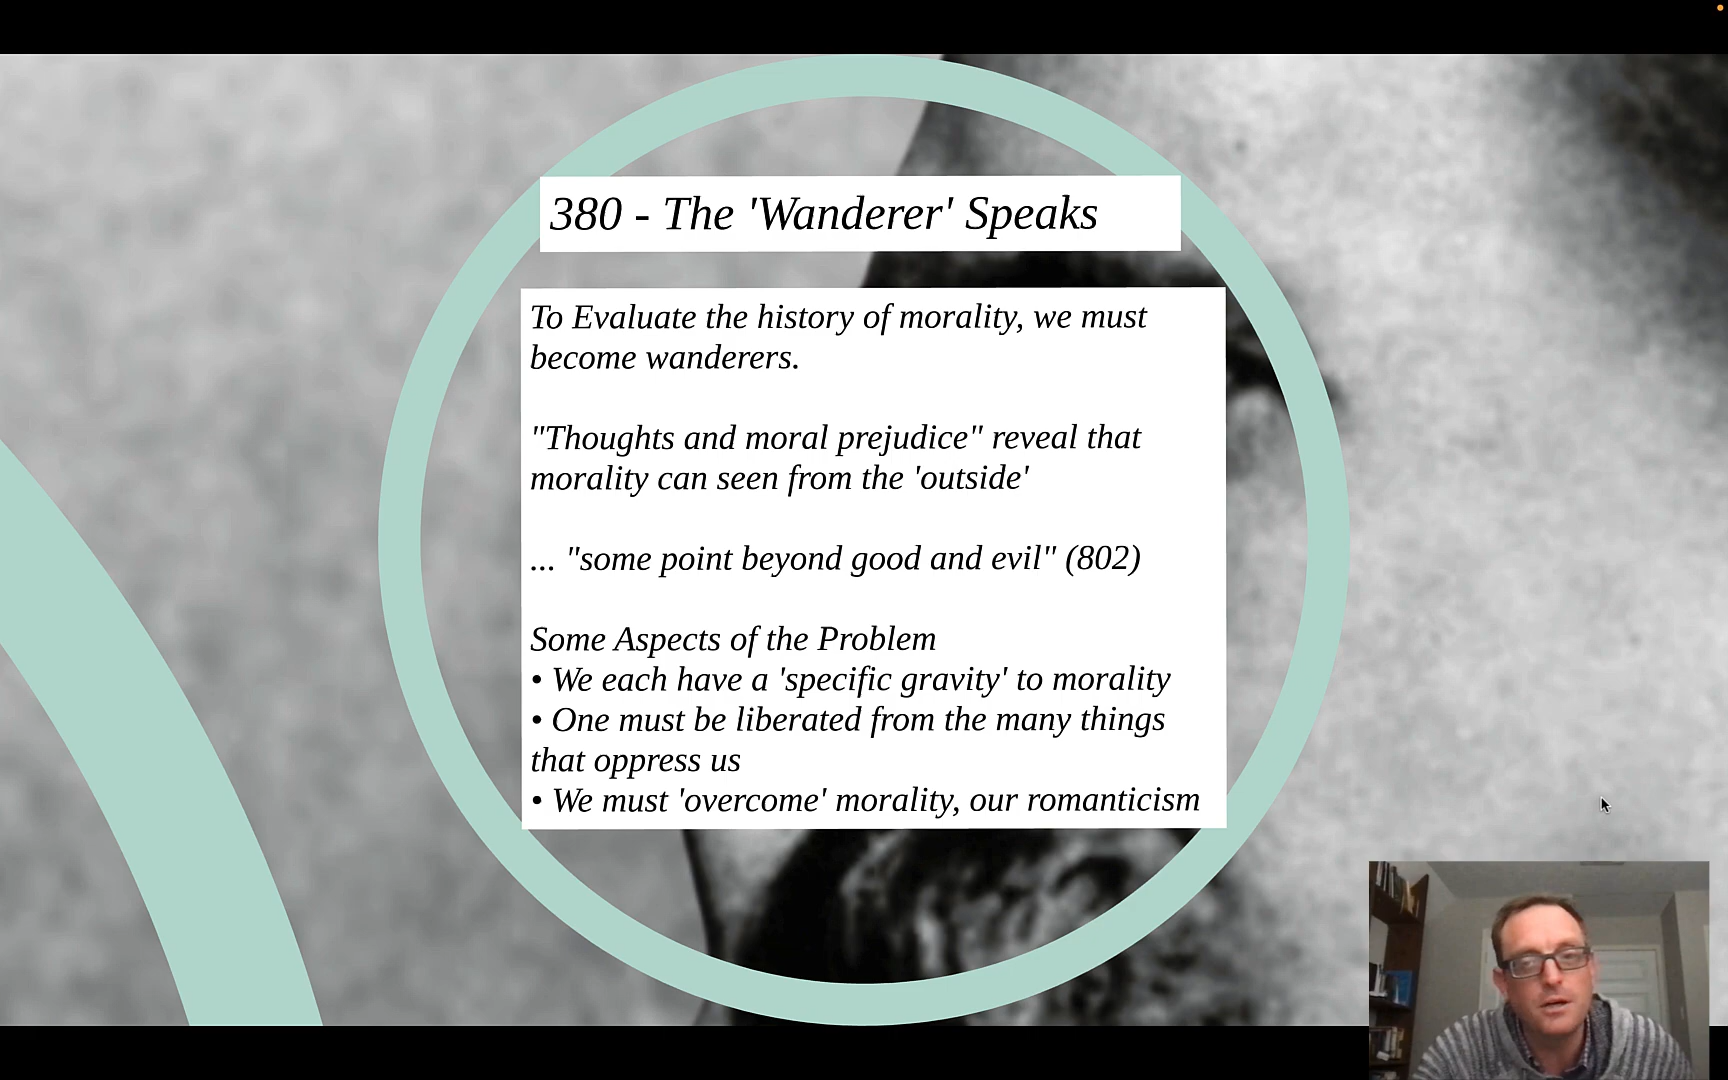 380 - The 'Wanderer' Speaks
To Evaluate the history of morality, we must
become wanderers.
"Thoughts and moral prejudice" reveal that
morality can seen from the 'outside'
... "some point beyond good and evil" (802)
Some Aspects of the Problem
• We each have a 'specific gravity' to morality
• One must be liberated from the many things
that oppress us
• We must 'overcome' morality, our romanticism